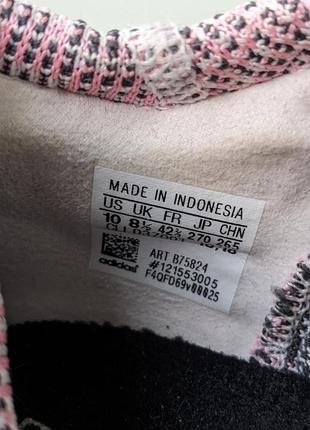 MADE IN INDONESIA
US UK FR JP CHN
10 8½ 42⅔ 270 265
adidas
ART B75824
#121553005